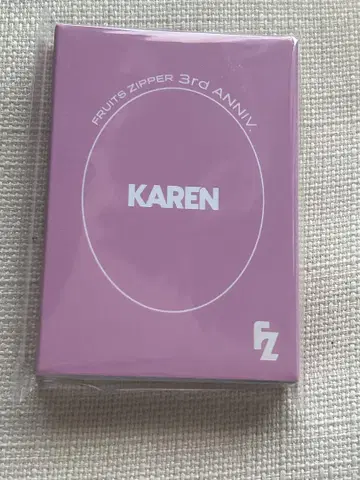 FRUITS ZIPPER 3rd ANNIV.
KAREN
FZ